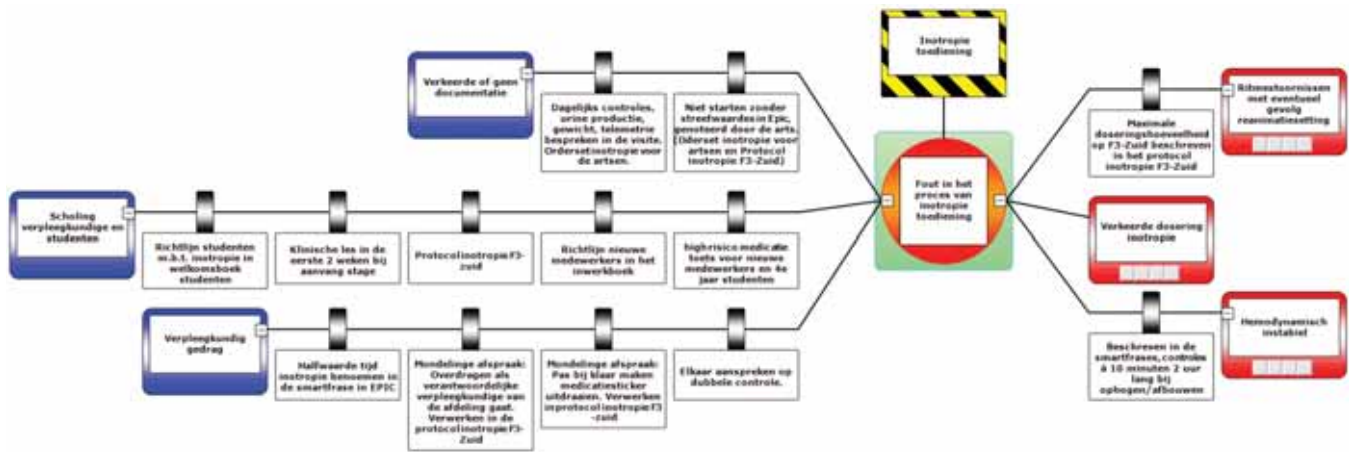 Inotropie
toediening
Verkeerde of geen
documentatie
Dagelijks controles,
urine productie,
gewicht, telemetrie
bespreken in de visite.
Orderset inotropie voor
de artsen.
Niet starten zonder
streefwaardes in Epic,
genoteerd door de arts.
(Orderset inotropie voor
artsen en Protocol
inotropie F3-Zuid)
Scholing
verpleegkundige en
studenten
Richtlijn studenten
m.b.t. inotropie in
welkomsboek
studenten
Klinische les in de
eerste 2 weken bij
aanvang stage
Protocol inotropie F3-
zuid
Richtlijn nieuwe
medewerkers in het
inwerkboek
high risico medicatie
toets voor nieuwe
medewerkers en 4e
jaar studenten
Verpleegkundig
gedrag
Halfwaarde tijd
inotropie benoemen in
de smartfrase in EPIC
Mondelinge afspraak:
Overdragen als
verantwoordelijke
verpleegkundige van
de afdeling gaat.
Verwerken in de
protocol inotropie F3-
Zuid
Mondelinge afspraak:
Pas bij klaar maken
medicatiesticker
uitdraaien. Verwerken
in protocol inotropie f3
-zuid
Elkaar aanspreken op
dubbele controle.
Fout in het
proces van
inotropie
toediening
Maximale
doseringshoeveelheid
op F3-Zuid beschreven
in het protocol
inotropie F3-Zuid
Ritmestoornissen
met eventueel
gevolg
reanimatiesetting
Verkeerde dosering
inotropie
Beschreven in de
smartfrases, controles
à 10 minuten 2 uur
lang bij
ophogen/afbouwen
Hemodynamisch
instabiel